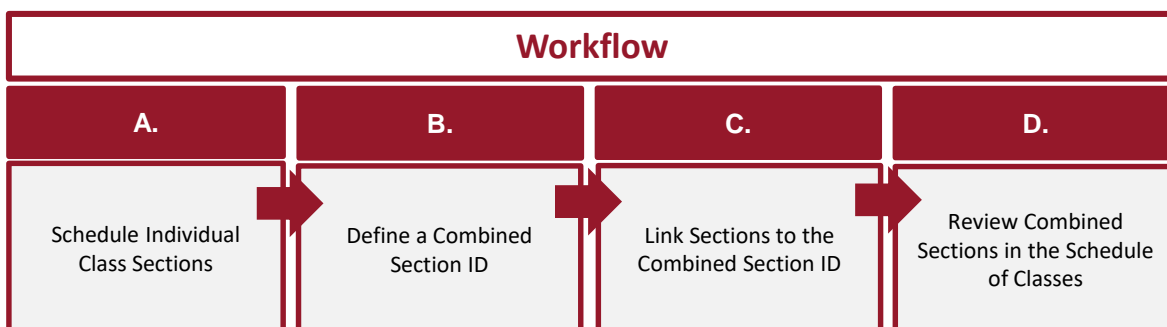 Workflow
A.
B.
C.
D.
Schedule Individual
Class Sections
Define a Combined
Section ID
Link Sections to the
Combined Section ID
Review Combined
Sections in the Schedule
of Classes